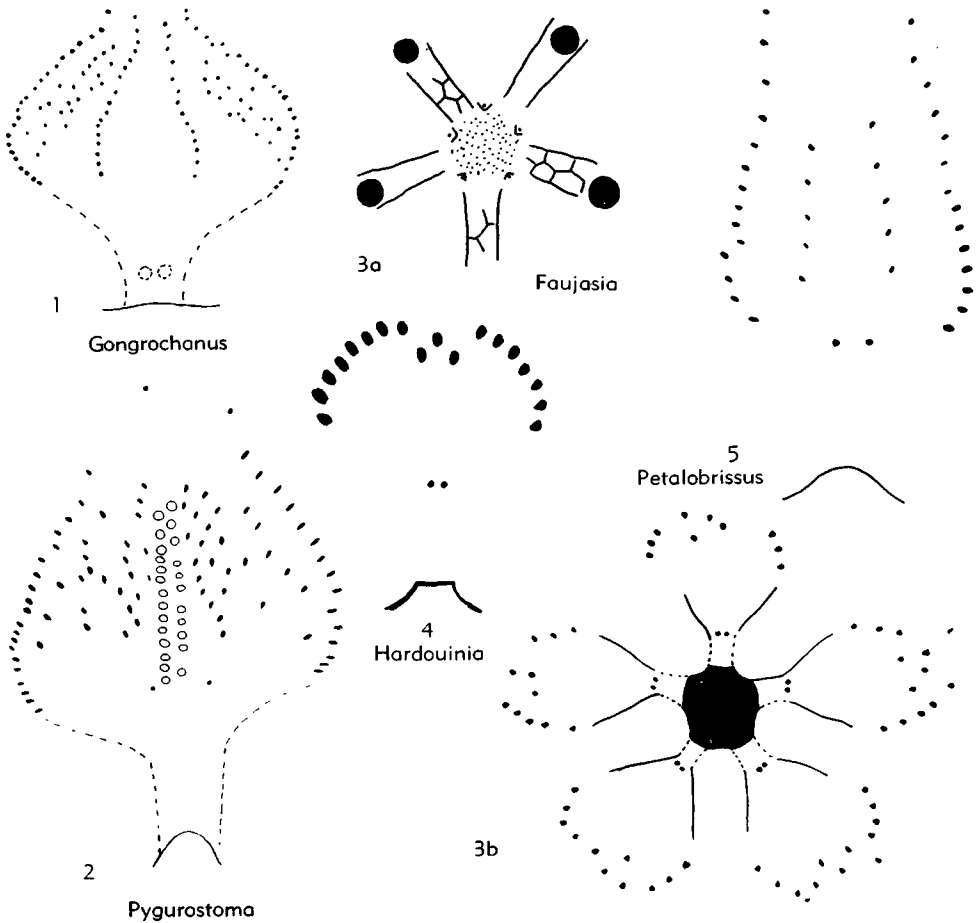 1
Gongrochanus
3a
Faujasia
5
Petalobrissus
4
Hardouinia
2
Pygurostoma
3b